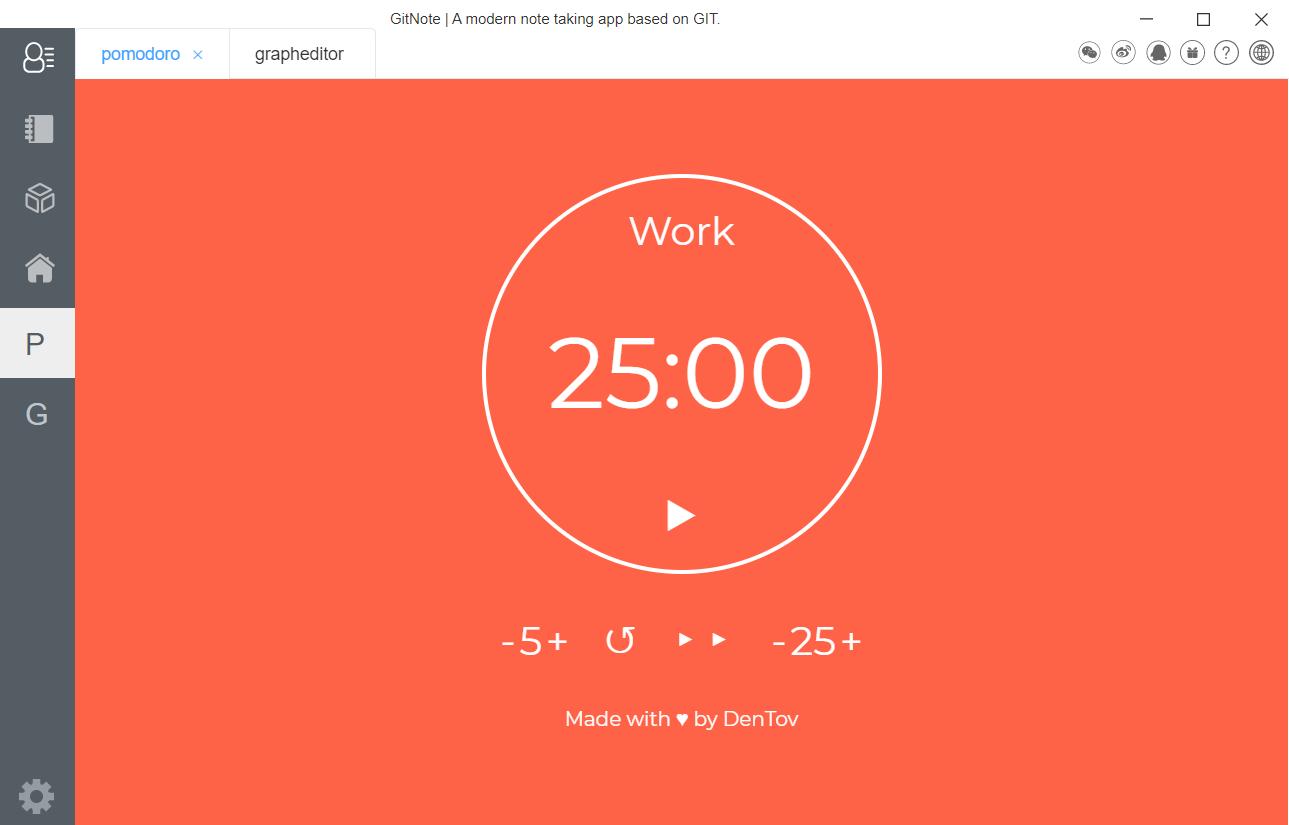 GitNote | A modern note taking app based on GIT.
pomodoro × grapheditor
?
P
G
Work
25:00
-5+ ↺ ► ► -25+
Made with ♥ by DenTov